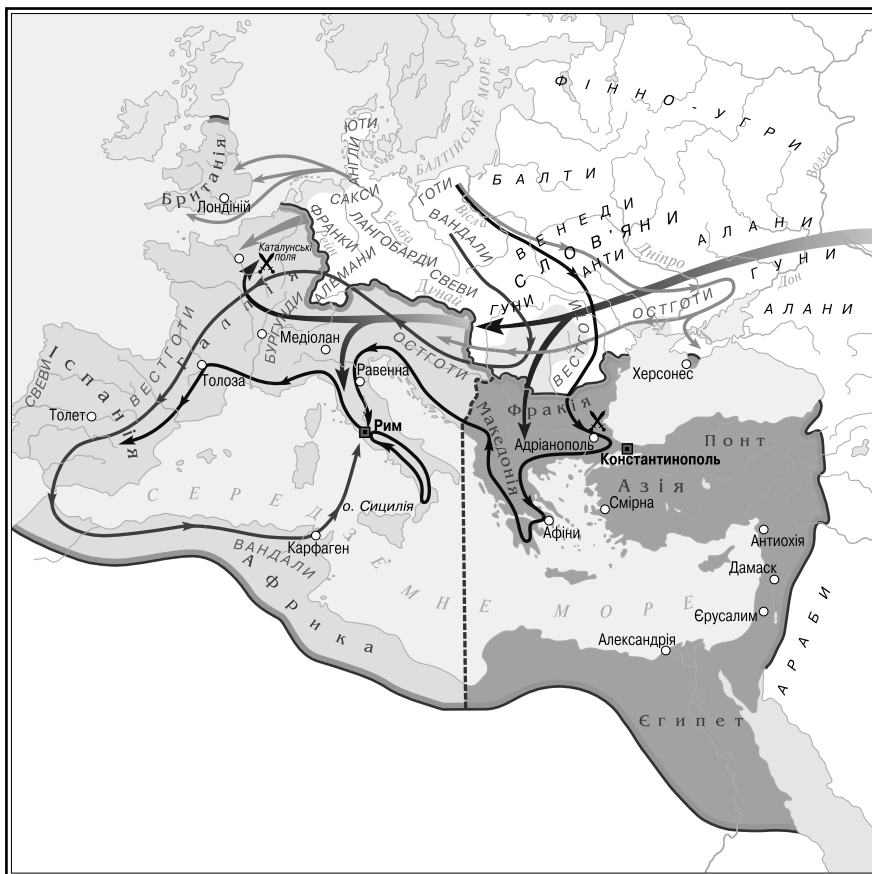 ФІННО-УГРИ
Волга
БАЛТІЙСЬКЕ МОРЕ
ЮТИ
АНГЛИ
САКСИ
Британія
Лондіній
ГОТИ
БАЛТИ
Вісла
ВАНДАЛИ
ВЕНЕДИ
СЛОВ'ЯНИ
АНТИ
Дніпро
АЛАНИ
ГУНИ
Дон
АЛАНИ
ФРАНКИ
Рейн
Ельба
ЛАНГОБАРДИ
АЛЕМАНИ
СВЕВИ
Дунай
ГУНИ
ОСТГОТИ
ВЕСТГОТИ
Каталунські
поля
Галлія
БУРГУНДИ
ВЕСТГОТИ
Медіолан
ОСТГОТИ
Равенна
Херсонес
СВЕВИ
Іспанія
Толоза
Толет
Рим
Македонія
Фракія
Адріанополь
Константинополь
Понт
Азія
Смірна
Афіни
о. Сицилія
СЕРЕДЗЕМНЕ МОРЕ
Карфаген
ВАНДАЛИ
Африка
Антиохія
Дамаск
Єрусалим
Александрія
АРАБИ
Єгипет